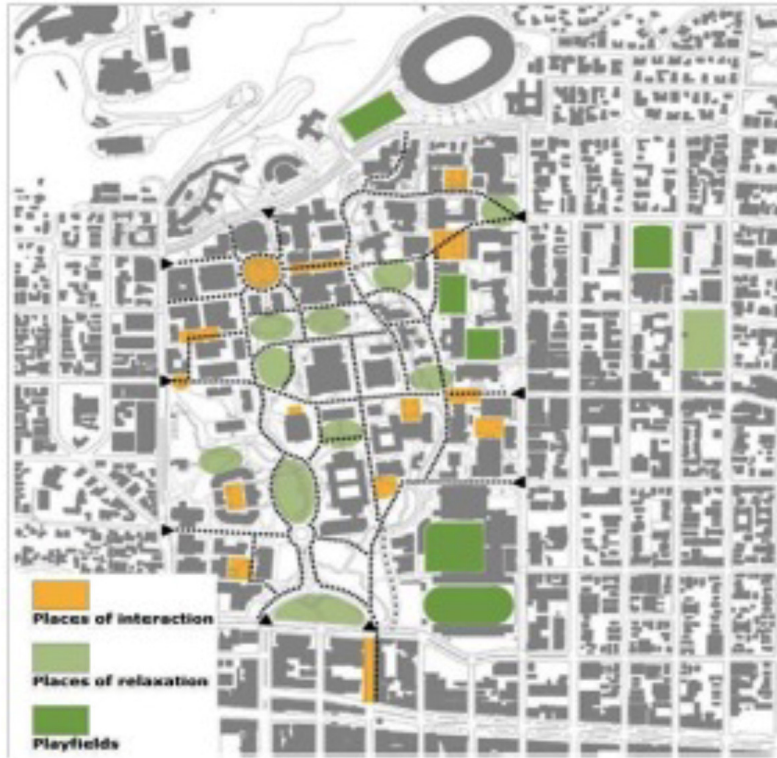 Places of interaction
Places of relaxation
Playfields